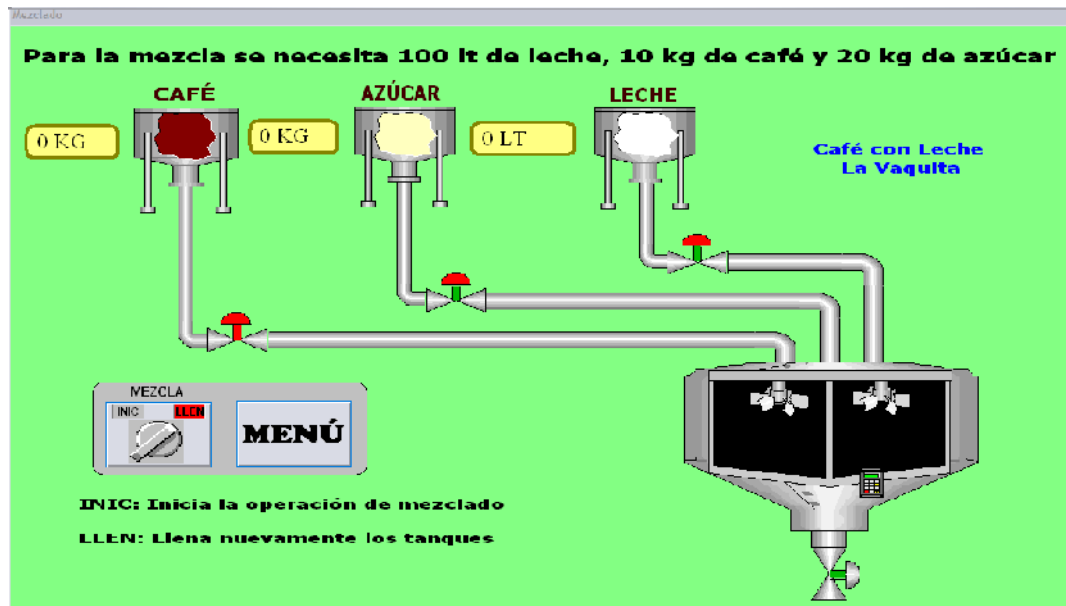 Mezclado
Para la mezcla se necesita 100 lt de leche, 10 kg de café y 20 kg de azúcar
CAFÉ
AZÚCAR
LECHE
0 KG
0 KG
0 LT
Café con Leche
La Vaquita
MEZCLA
INIC
LLEN
MENÚ
INIC: Inicia la operación de mezclado
LLEN: Llena nuevamente los tanques